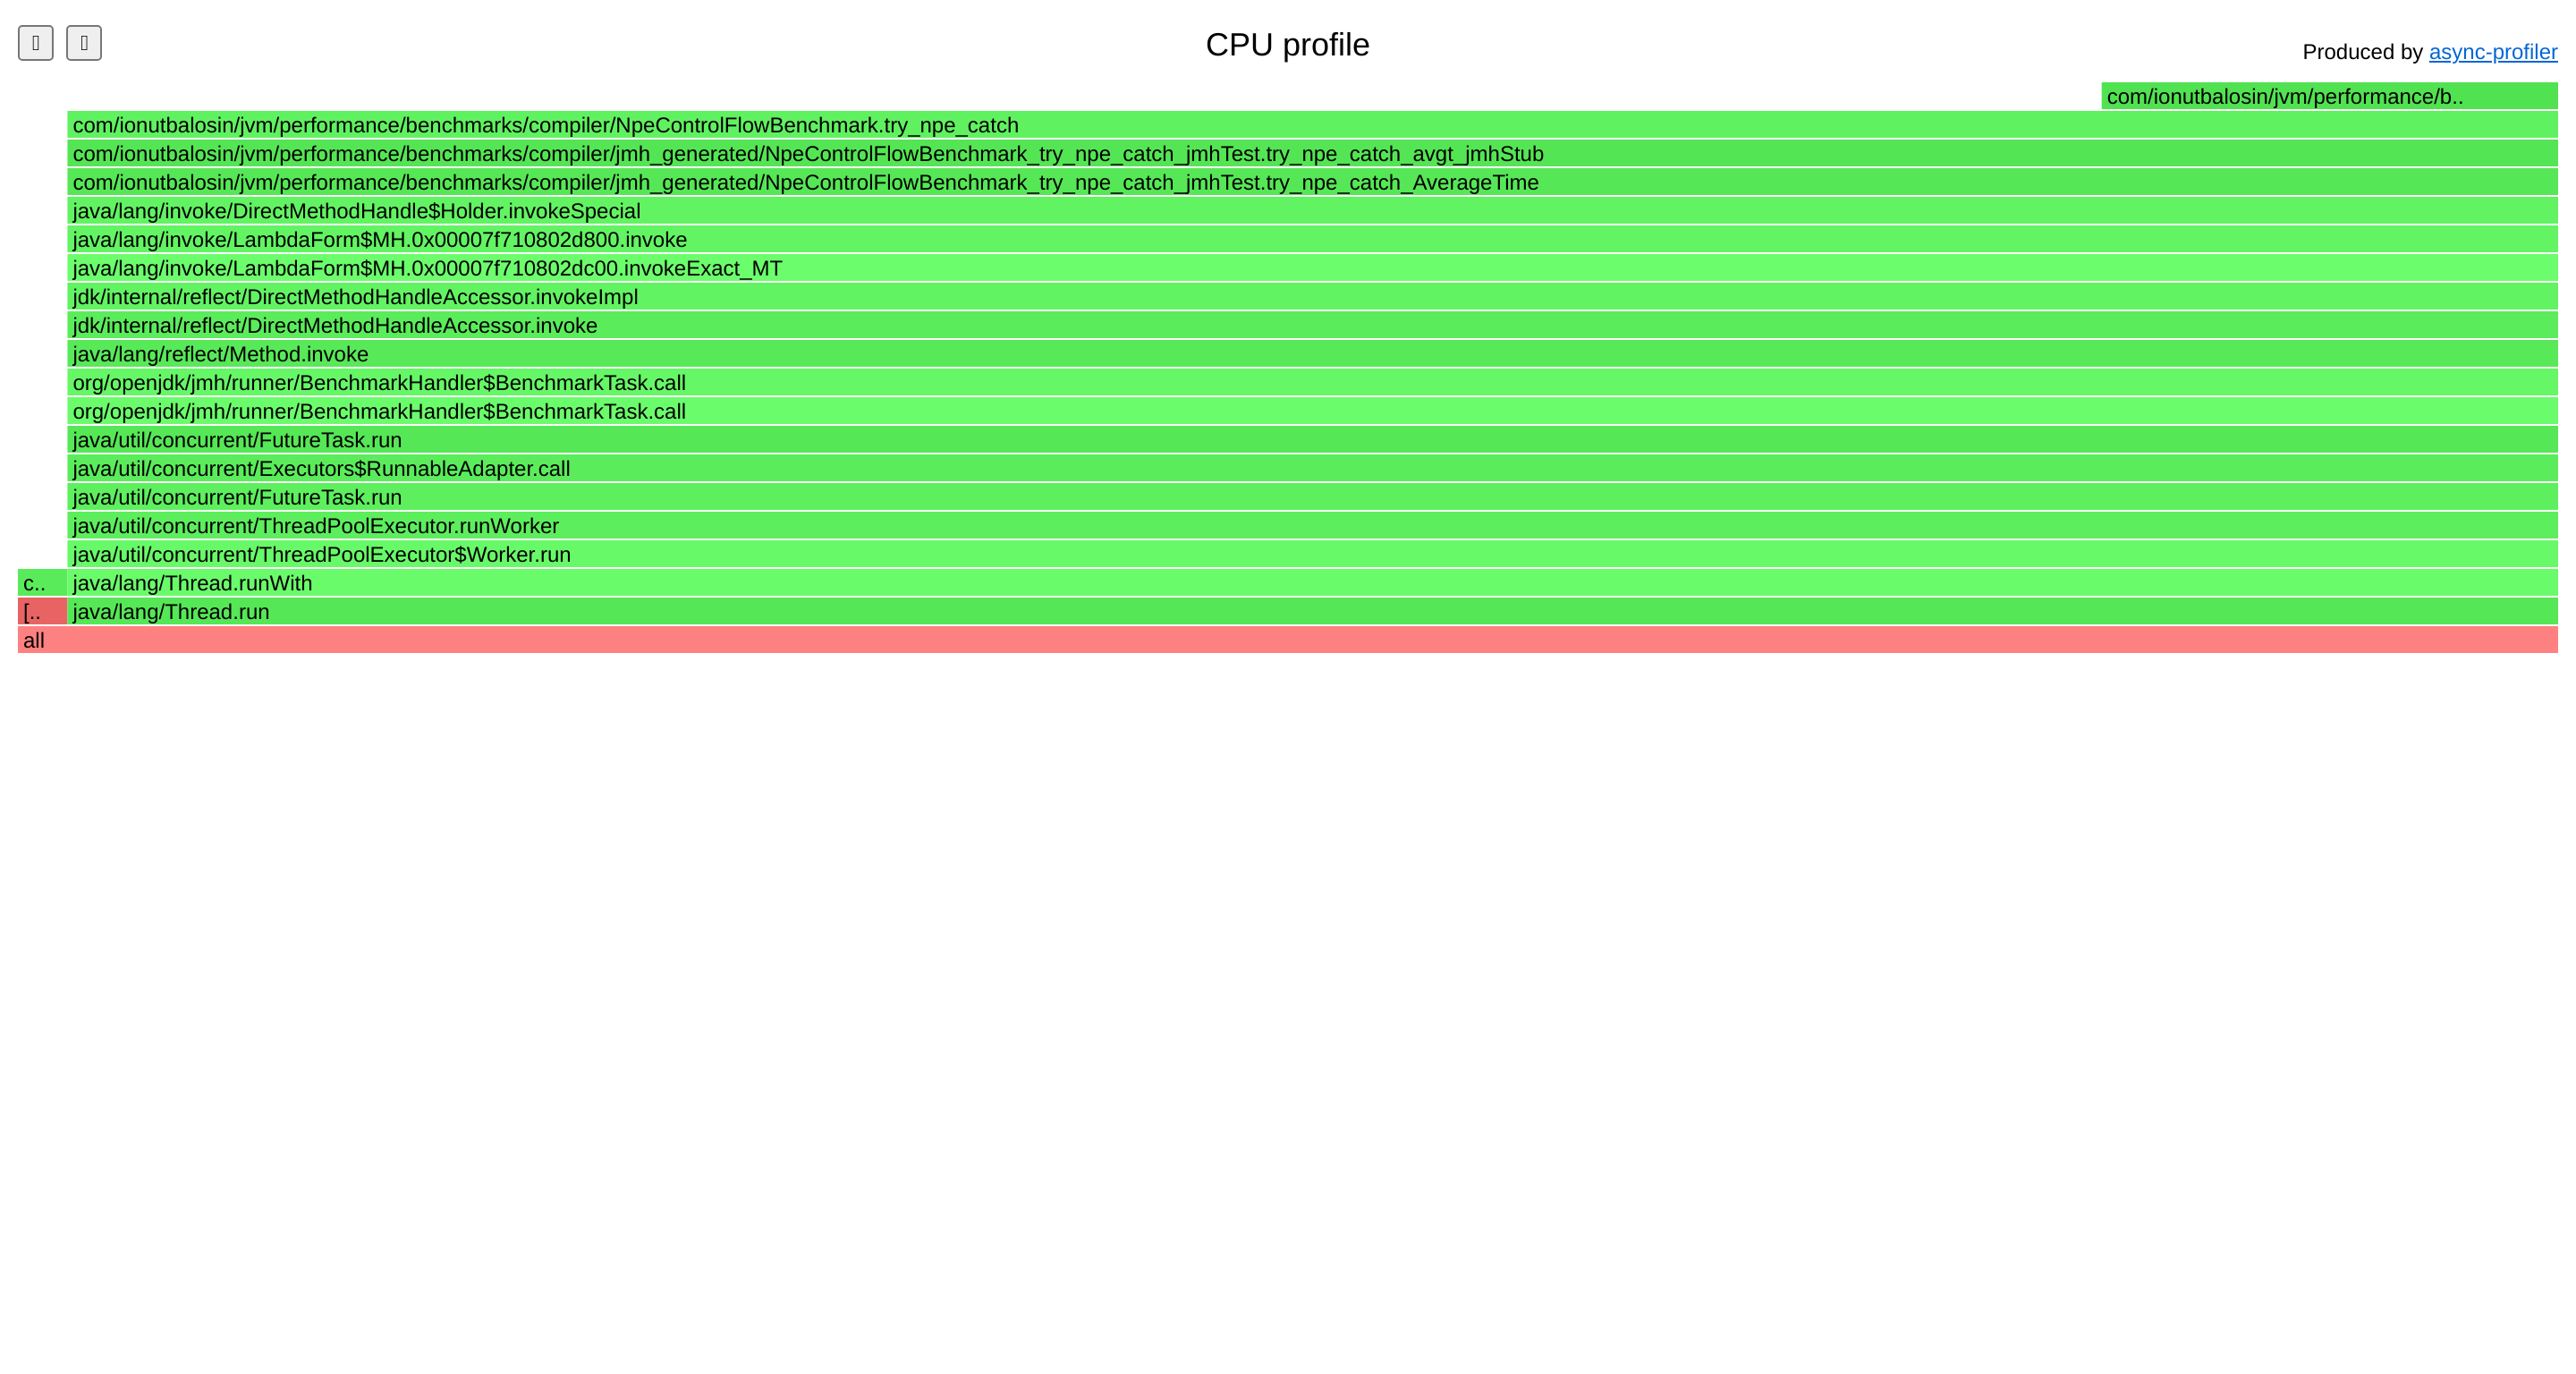 CPU profile
Produced by async-profiler
com/ionutbalosin/jvm/performance/b..
com/ionutbalosin/jvm/performance/benchmarks/compiler/NpeControlFlowBenchmark.try_npe_catch
com/ionutbalosin/jvm/performance/benchmarks/compiler/jmh_generated/NpeControlFlowBenchmark_try_npe_catch_jmhTest.try_npe_catch_avgt_jmhStub
com/ionutbalosin/jvm/performance/benchmarks/compiler/jmh_generated/NpeControlFlowBenchmark_try_npe_catch_jmhTest.try_npe_catch_AverageTime
java/lang/invoke/DirectMethodHandle$Holder.invokeSpecial
java/lang/invoke/LambdaForm$MH.0x00007f710802d800.invoke
java/lang/invoke/LambdaForm$MH.0x00007f710802dc00.invokeExact_MT
jdk/internal/reflect/DirectMethodHandleAccessor.invokeImpl
jdk/internal/reflect/DirectMethodHandleAccessor.invoke
java/lang/reflect/Method.invoke
org/openjdk/jmh/runner/BenchmarkHandler$BenchmarkTask.call
org/openjdk/jmh/runner/BenchmarkHandler$BenchmarkTask.call
java/util/concurrent/FutureTask.run
java/util/concurrent/Executors$RunnableAdapter.call
java/util/concurrent/FutureTask.run
java/util/concurrent/ThreadPoolExecutor.runWorker
java/util/concurrent/ThreadPoolExecutor$Worker.run
c.. java/lang/Thread.runWith
[.. java/lang/Thread.run
all